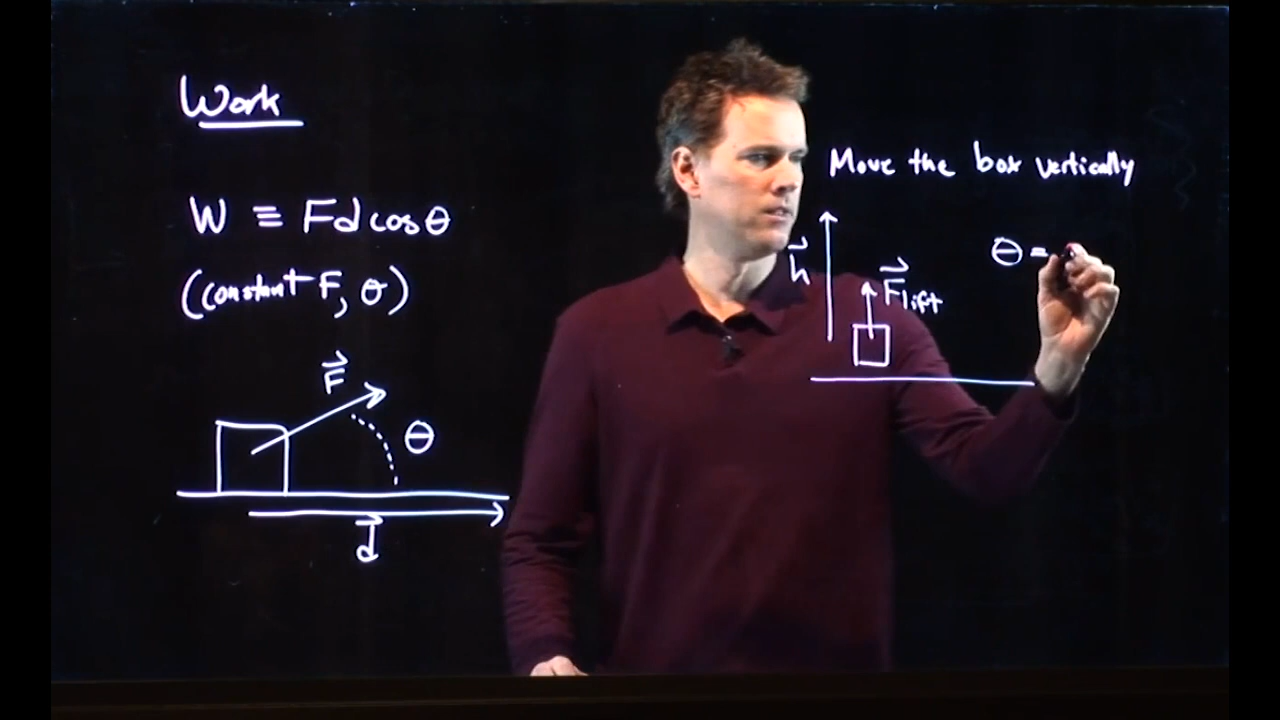 Work
W ≡ Fd cos θ
(constant F, θ)
F
θ
d
Move the box vertically
h
F lift
θ =